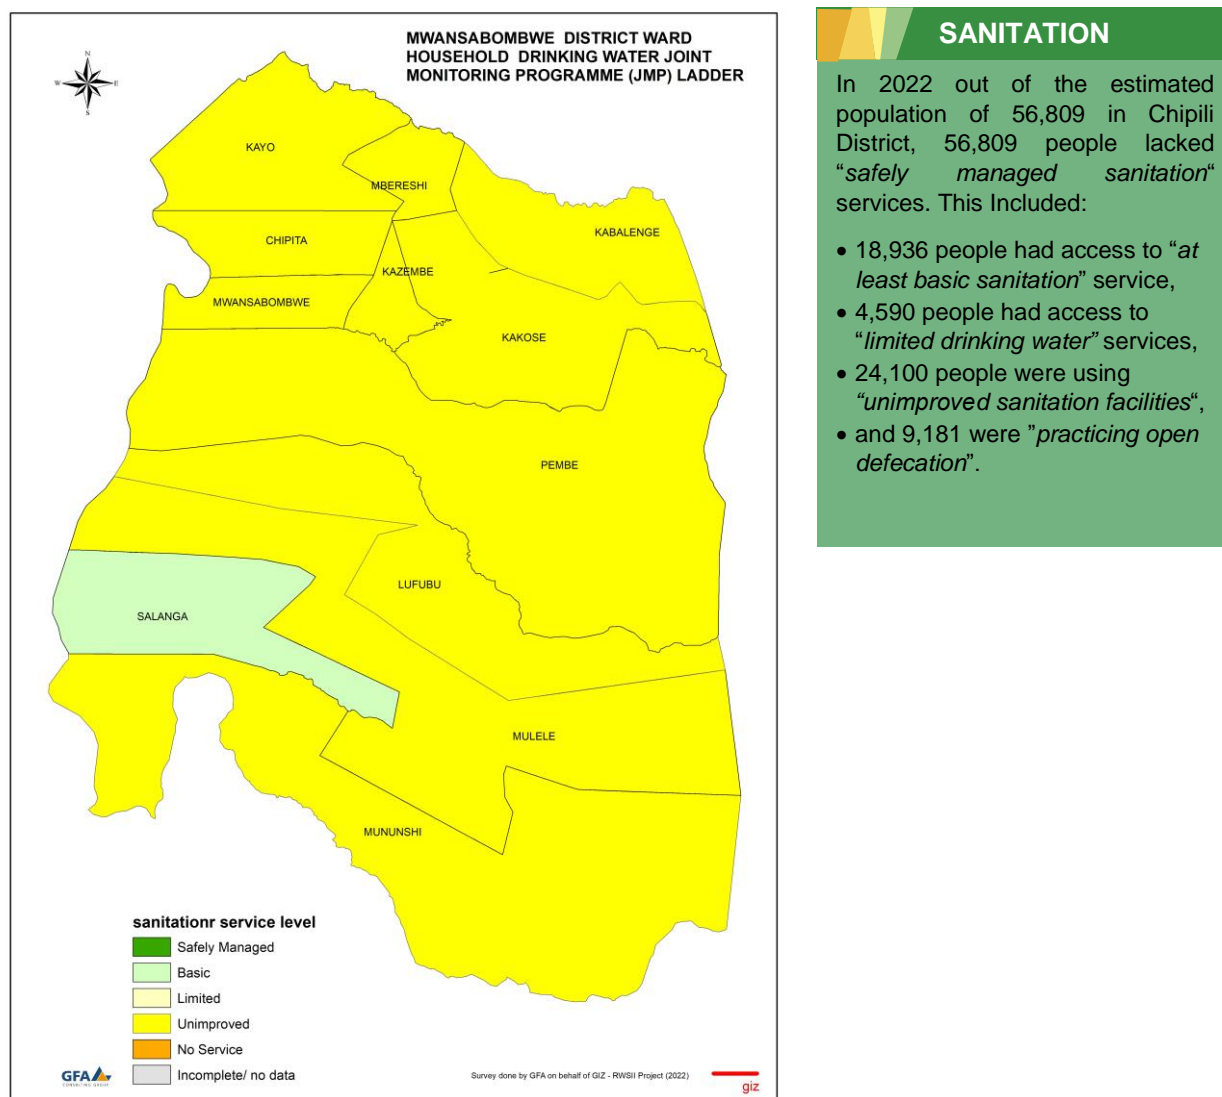 MWANSABOMBWE DISTRICT WARD
HOUSEHOLD DRINKING WATER JOINT
MONITORING PROGRAMME (JMP) LADDER
N
W
E
S
KAYO
MBERESHI
KABALENGE
CHIPITA
KAZEMBE
MWANSABOMBWE
KAKOSE
PEMBE
LUFUBU
SALANGA
MULELE
MUNUNSHI
sanitationr service level
Safely Managed
Basic
Limited
Unimproved
No Service
Incomplete/ no data
GFA
CONSULTING GROUP
Survey done by GFA on behalf of GIZ - RWSII Project (2022)
giz
SANITATION
In 2022 out of the estimated
population of 56,809 in Chipili
District, 56,809 people lacked
“safely managed sanitation“
services. This Included:
• 18,936 people had access to “at
least basic sanitation” service,
• 4,590 people had access to
“limited drinking water” services,
• 24,100 people were using
“unimproved sanitation facilities“,
• and 9,181 were ”practicing open
defecation”.